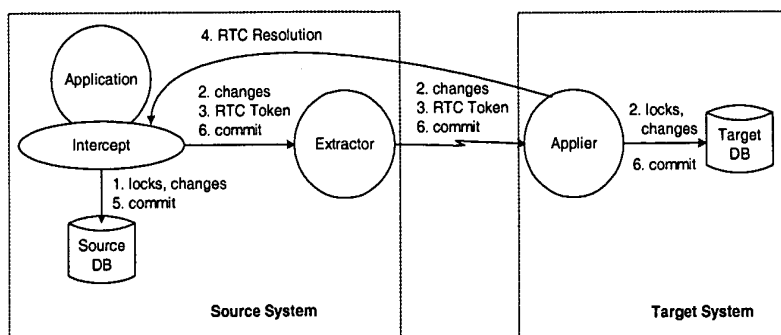 4. RTC Resolution
Application
Intercept
2. changes
3. RTC Token
6. commit
Extractor
2. changes
3. RTC Token
6. commit
Applier
2. locks,
changes
6. commit
Target
DB
1. locks, changes
5. commit
Source
DB
Source System
Target System